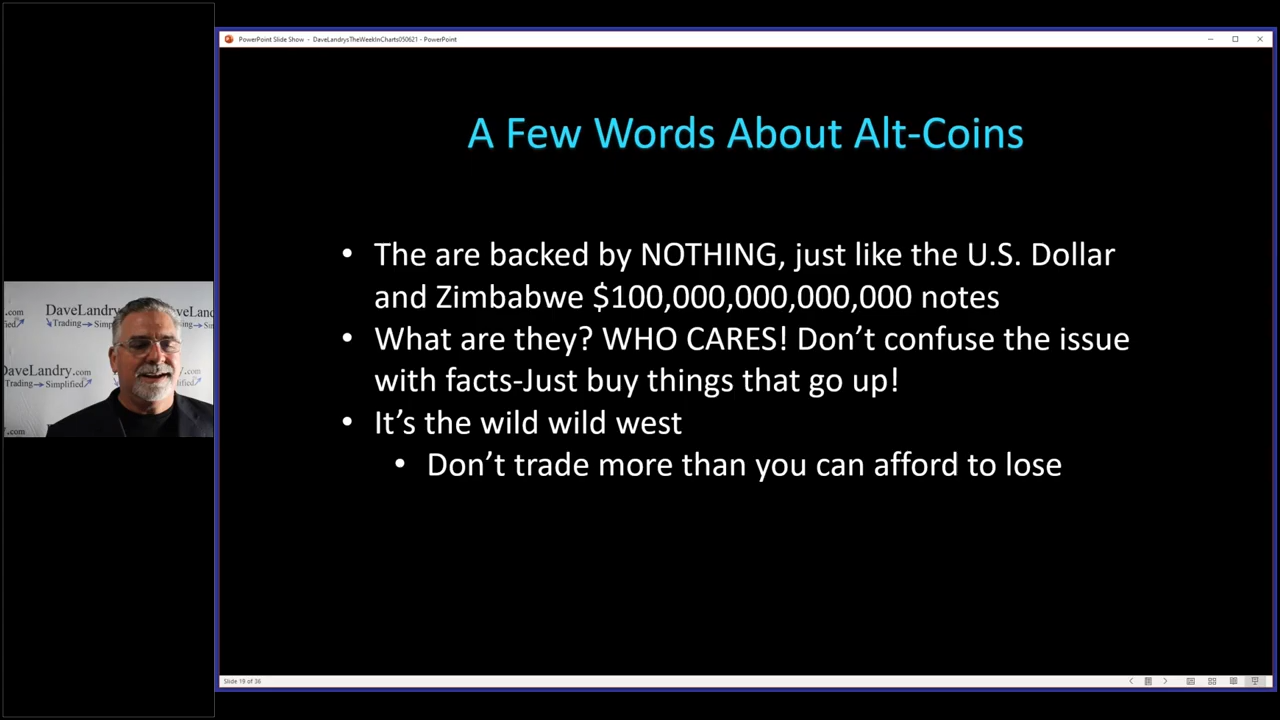 PowerPoint Slide Show - DaveLandrysTheWeekInCharts050621 - PowerPoint
A Few Words About Alt-Coins
• The are backed by NOTHING, just like the U.S. Dollar
and Zimbabwe $100,000,000,000,000 notes
• What are they? WHO CARES! Don’t confuse the issue
with facts-Just buy things that go up!
• It’s the wild wild west
• Don’t trade more than you can afford to lose
DaveLandry.com
Trading Simplified
Slide 19 of 36